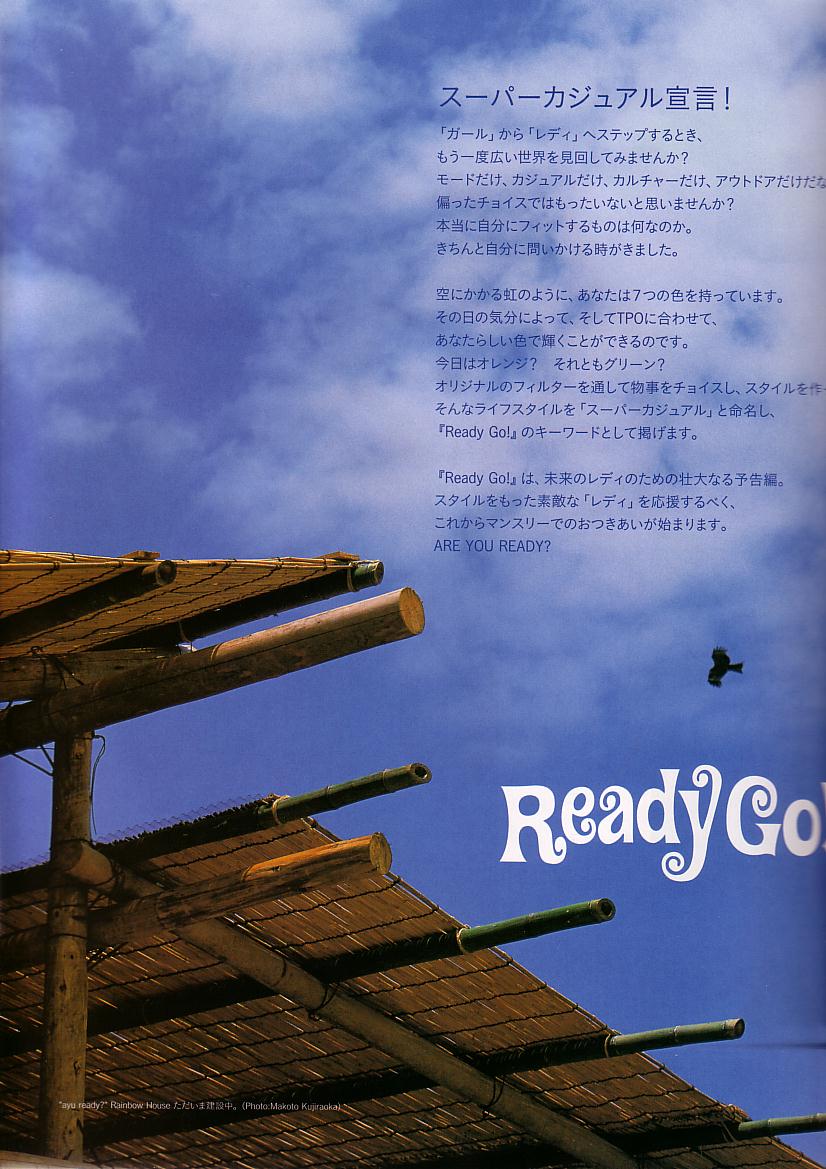 スーパーカジュアル宣言！
「ガール」から「レディ」へステップするとき、
もう一度広い世界を見回してみませんか？
モードだけ、カジュアルだけ、カルチャーだけ、アウトドアだけだな
偏ったチョイスではもったいないと思いませんか？
本当に自分にフィットするものは何なのか。
きちんと自分に問いかける時がきました。
空にかかる虹のように、あなたは7つの色を持っています。
その日の気分によって、そしてTPOに合わせて、
あなたらしい色で輝くことができるのです。
今日はオレンジ？　それともグリーン？
オリジナルのフィルターを通して物事をチョイスし、スタイルを作
そんなライフスタイルを「スーパーカジュアル」と命名し、
『Ready Go!』のキーワードとして掲げます。
『Ready Go!』は、未来のレディのための壮大なる予告編。
スタイルをもった素敵な「レディ」を応援するべく、
これからマンスリーでのおつきあいが始まります。
ARE YOU READY?
Ready Go!
"ayu ready?" Rainbow House ただいま建設中。(Photo:Makoto Kujiraoka)